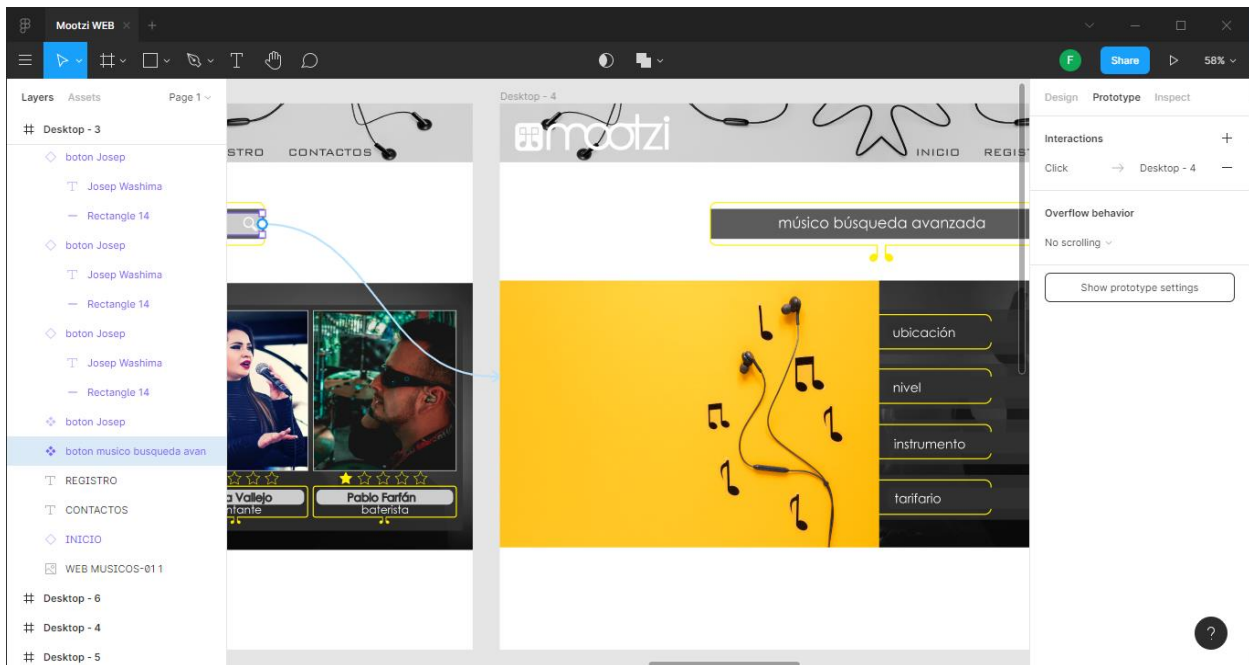 Mootzi WEB
Share
58%
Layers Assets Page 1
Desktop - 3
boton Josep
Josep Washima
Rectangle 14
boton Josep
Josep Washima
Rectangle 14
boton Josep
Josep Washima
Rectangle 14
boton Josep
boton musico busqueda avan
REGISTRO
CONTACTOS
INICIO
WEB MUSICOS-01 1
Desktop - 6
Desktop - 4
Desktop - 5
STRO CONTACTOS
a Vallejo
ntante
Pablo Farfán
baterista
Desktop - 4
mootzi
INICIO REGIS
músico búsqueda avanzada
ubicación
nivel
instrumento
tarifario
F
Design Prototype Inspect
Interactions
Click → Desktop - 4
Overflow behavior
No scrolling
Show prototype settings
?